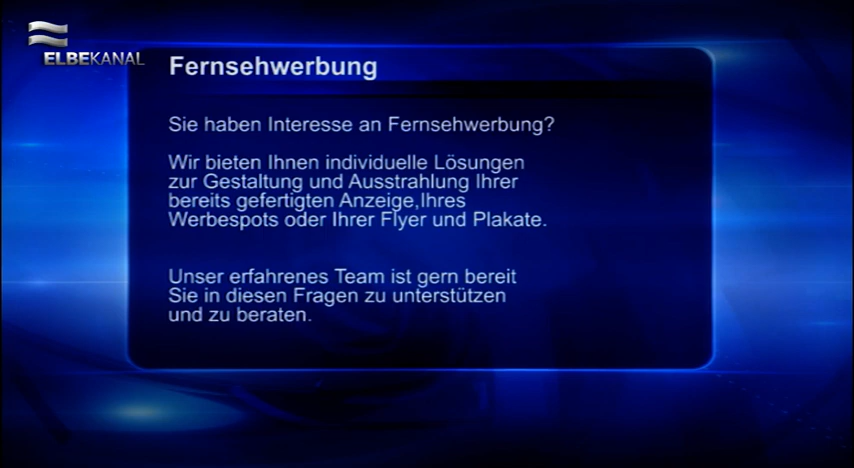 ELBEKANAL
Fernsehwerbung
Sie haben Interesse an Fernsehwerbung?
Wir bieten Ihnen individuelle Lösungen
zur Gestaltung und Ausstrahlung Ihrer
bereits gefertigten Anzeige,Ihres
Werbespots oder Ihrer Flyer und Plakate.
Unser erfahrenes Team ist gern bereit
Sie in diesen Fragen zu unterstützen
und zu beraten.